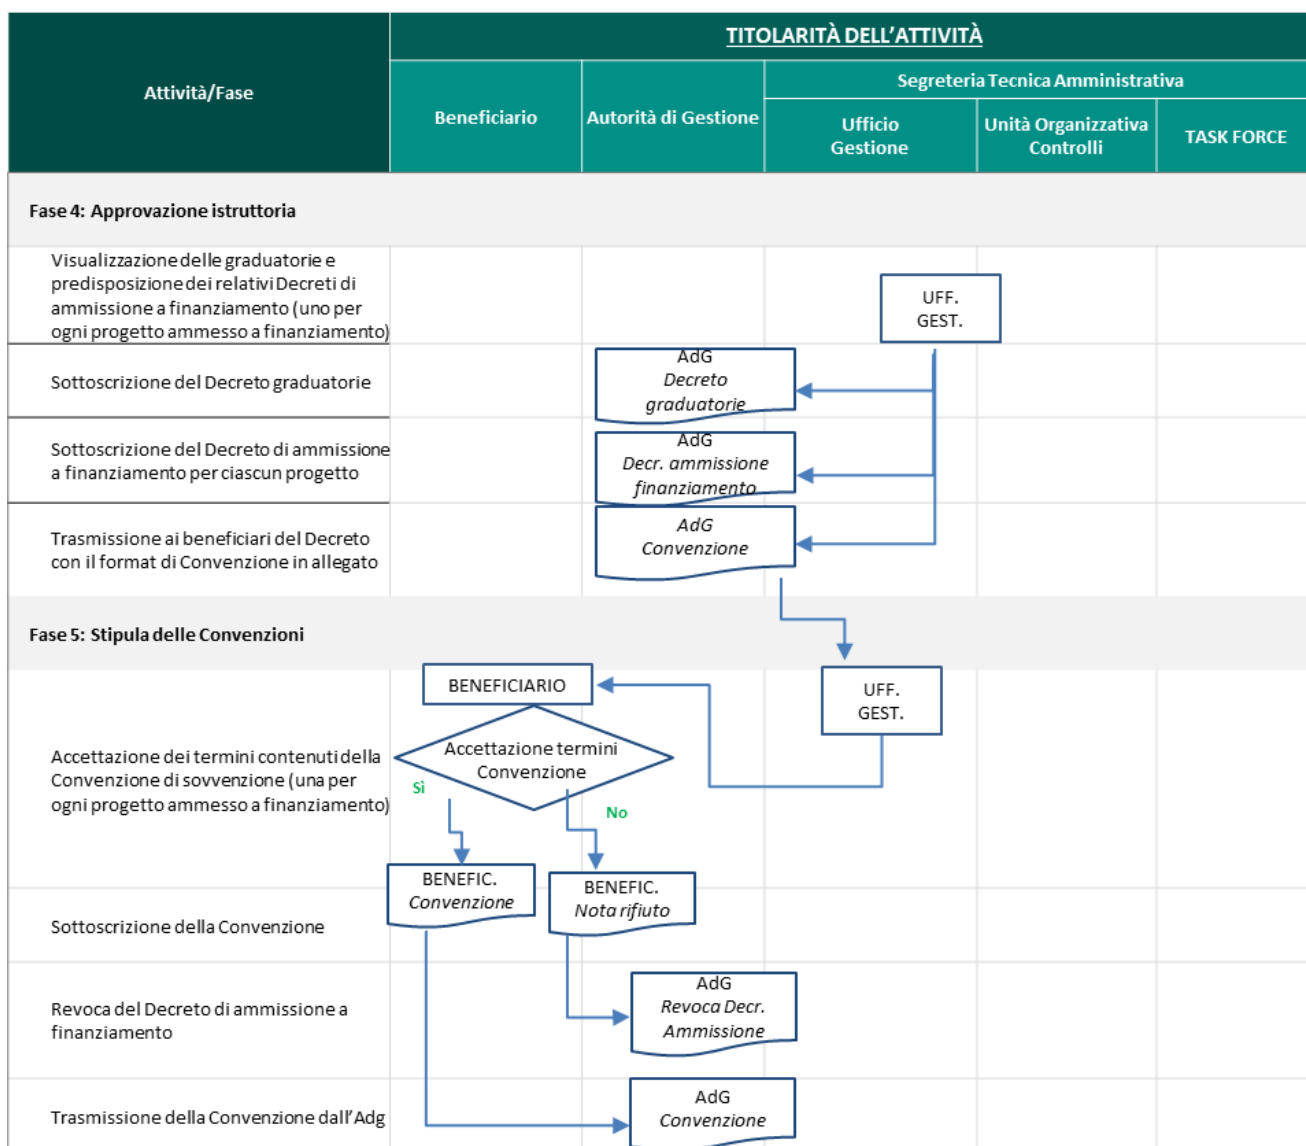 TITOLARITÀ DELL'ATTIVITÀ
Attività/Fase
Segreteria Tecnica Amministrativa
Beneficiario
Autorità di Gestione
Ufficio
Gestione
Unità Organizzativa
Controlli
TASK FORCE
Fase 4: Approvazione istruttoria
Visualizzazione delle graduatorie e
predisposizione dei relativi Decreti di
ammissione a finanziamento (uno per
ogni progetto ammesso a finanziamento)
UFF.
GEST.
Sottoscrizione del Decreto graduatorie
AdG
Decreto
graduatorie
Sottoscrizione del Decreto di ammissione
a finanziamento per ciascun progetto
AdG
Decr. ammissione
finanziamento
Trasmissione ai beneficiari del Decreto
con il format di Convenzione in allegato
AdG
Convenzione
Fase 5: Stipula delle Convenzioni
BENEFICIARIO
UFF.
GEST.
Accettazione dei termini contenuti della
Convenzione di sovvenzione (una per
ogni progetto ammesso a finanziamento)
Accettazione termini
Convenzione
Sì
No
BENEFIC.
Convenzione
BENEFIC.
Nota rifiuto
Sottoscrizione della Convenzione
Revoca del Decreto di ammissione a
finanziamento
AdG
Revoca Decr.
Ammissione
Trasmissione della Convenzione dall'Adg
AdG
Convenzione